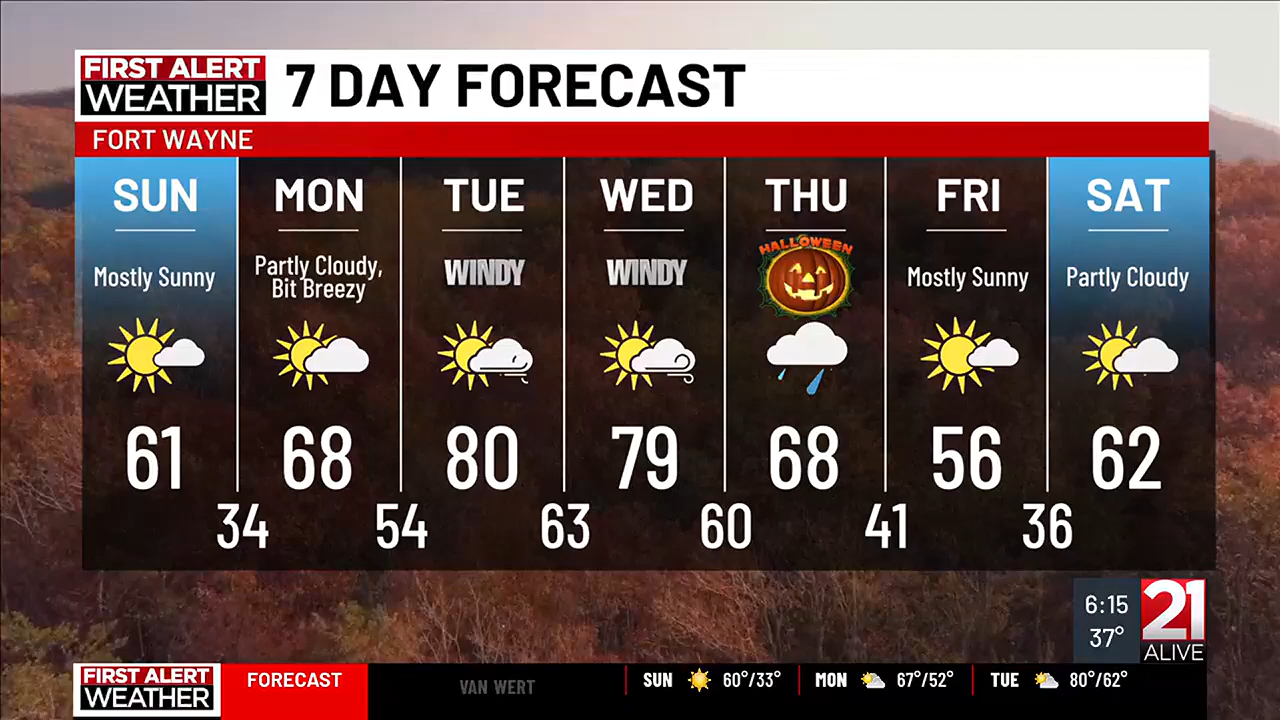 FIRST ALERT
WEATHER
7 DAY FORECAST
FORT WAYNE
SUN MON TUE WED THU FRI SAT
Mostly Sunny
Partly Cloudy,
Bit Breezy
WINDY
WINDY
HALLOWEEN
Mostly Sunny
Partly Cloudy
61 68 80 79 68 56 62
34 54 63 60 41 36
6:15
37°
21
ALIVE
FIRST ALERT
WEATHER
FORECAST
VAN WERT
SUN 60°/33° MON 67°/52° TUE 80°/62°